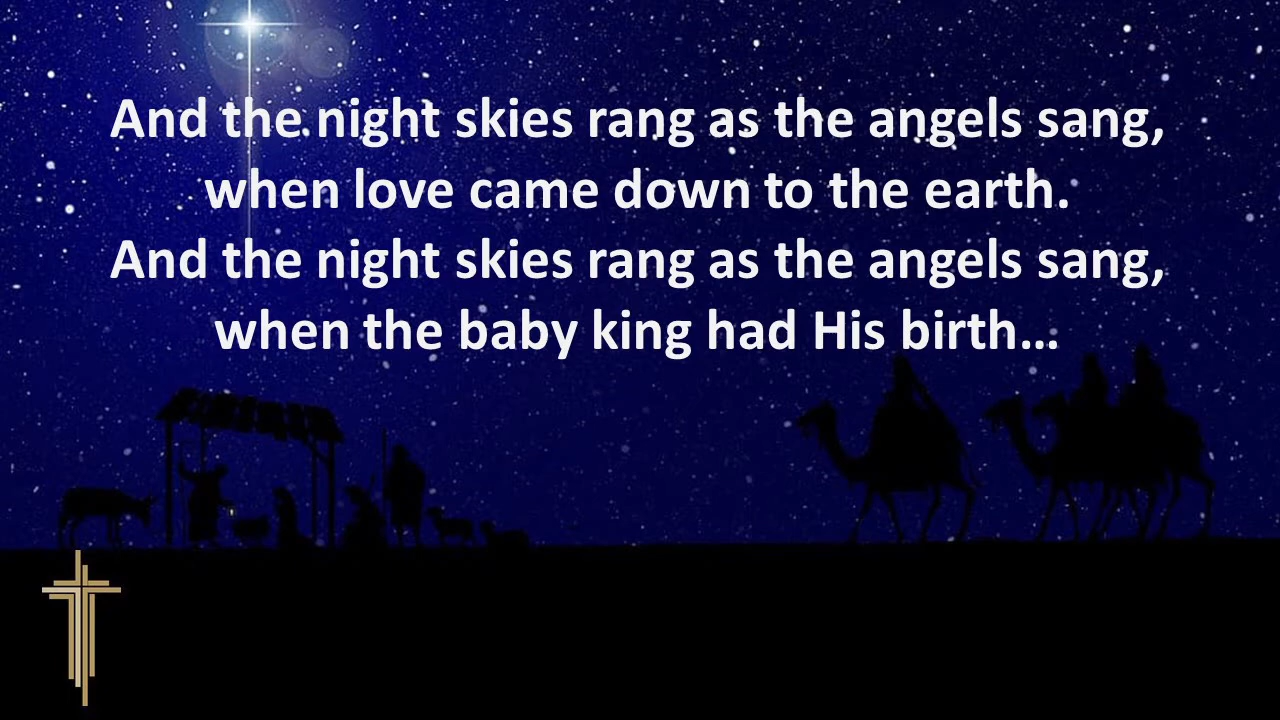 And the night skies rang as the angels sang,
when love came down to the earth.
And the night skies rang as the angels sang,
when the baby king had His birth…